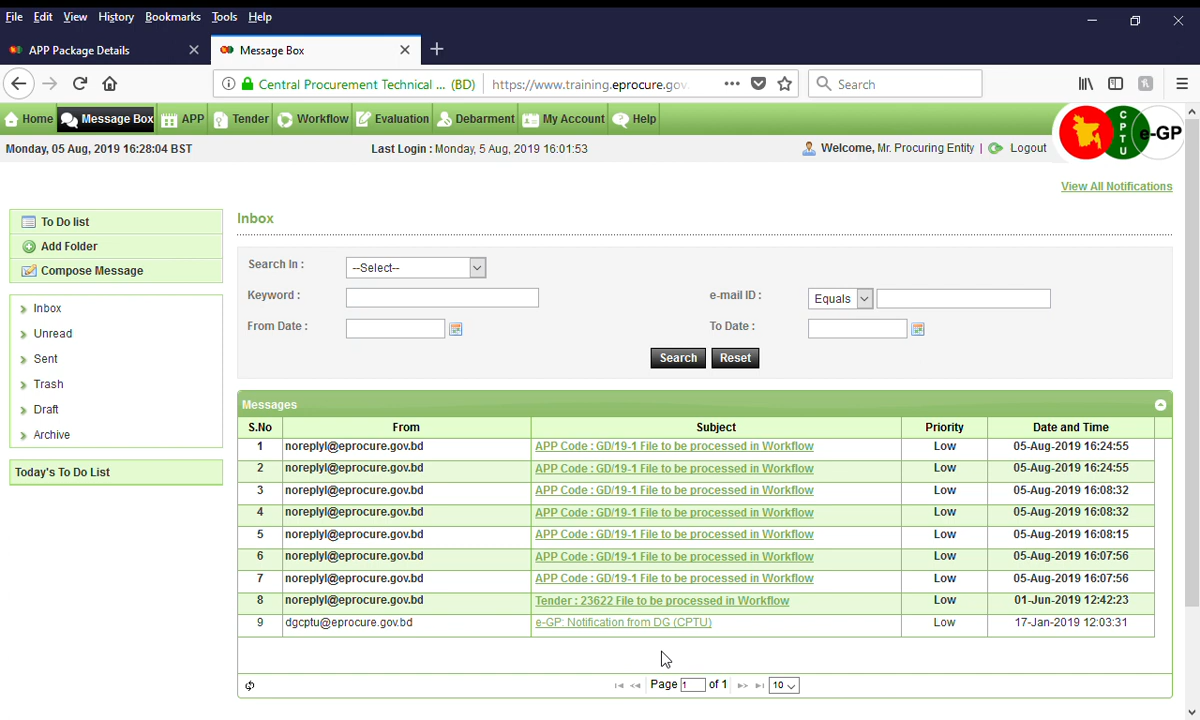 File Edit View History Bookmarks Tools Help
APP Package Details
Message Box
Central Procurement Technical ... (BD) https://www.training.eprocure.gov. Search
Home Message Box APP Tender Workflow Evaluation Debarment My Account Help
CPTU e-GP
Monday, 05 Aug, 2019 16:28:04 BST Last Login : Monday, 5 Aug, 2019 16:01:53 Welcome, Mr. Procuring Entity | Logout
View All Notifications
To Do list
Add Folder
Compose Message
Inbox
Unread
Sent
Trash
Draft
Archive
Today's To Do List
Inbox
Search In : --Select--
Keyword : e-mail ID : Equals
From Date : To Date :
Search Reset
Messages
S.No From Subject Priority Date and Time
1 noreplyl@eprocure.gov.bd APP Code : GD/19-1 File to be processed in Workflow Low 05-Aug-2019 16:24:55
2 noreplyl@eprocure.gov.bd APP Code : GD/19-1 File to be processed in Workflow Low 05-Aug-2019 16:24:55
3 noreplyl@eprocure.gov.bd APP Code : GD/19-1 File to be processed in Workflow Low 05-Aug-2019 16:08:32
4 noreplyl@eprocure.gov.bd APP Code : GD/19-1 File to be processed in Workflow Low 05-Aug-2019 16:08:32
5 noreplyl@eprocure.gov.bd APP Code : GD/19-1 File to be processed in Workflow Low 05-Aug-2019 16:08:15
6 noreplyl@eprocure.gov.bd APP Code : GD/19-1 File to be processed in Workflow Low 05-Aug-2019 16:07:56
7 noreplyl@eprocure.gov.bd APP Code : GD/19-1 File to be processed in Workflow Low 05-Aug-2019 16:07:56
8 noreplyl@eprocure.gov.bd Tender : 23622 File to be processed in Workflow Low 01-Jun-2019 12:42:23
9 dgcptu@eprocure.gov.bd e-GP: Notification from DG (CPTU) Low 17-Jan-2019 12:03:31
Page 1 of 1 10